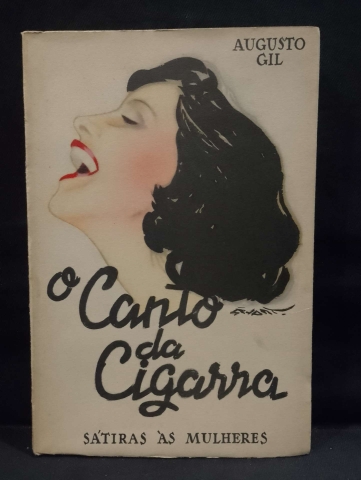 AUGUSTO
GIL
O Canto
da
Cigarra
SÁTIRAS ÀS MULHERES